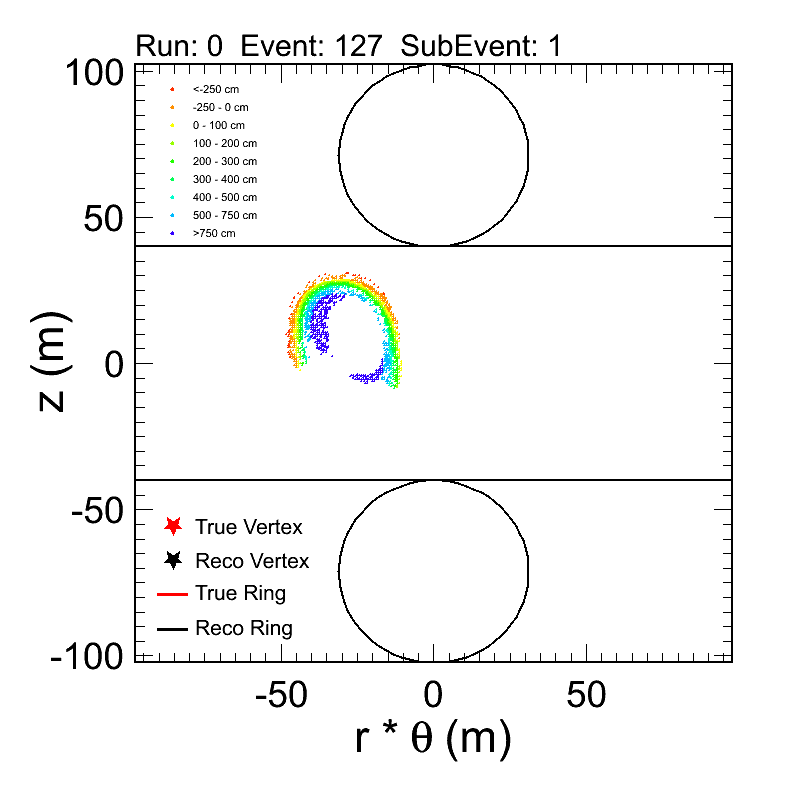 Run: 0  Event: 127  SubEvent: 1
100
<-250 cm
-250 - 0 cm
0 - 100 cm
100 - 200 cm
200 - 300 cm
300 - 400 cm
400 - 500 cm
500 - 750 cm
>750 cm
50
z (m)
0
-50
True Vertex
Reco Vertex
True Ring
Reco Ring
-100
-50 0 50
r * θ (m)